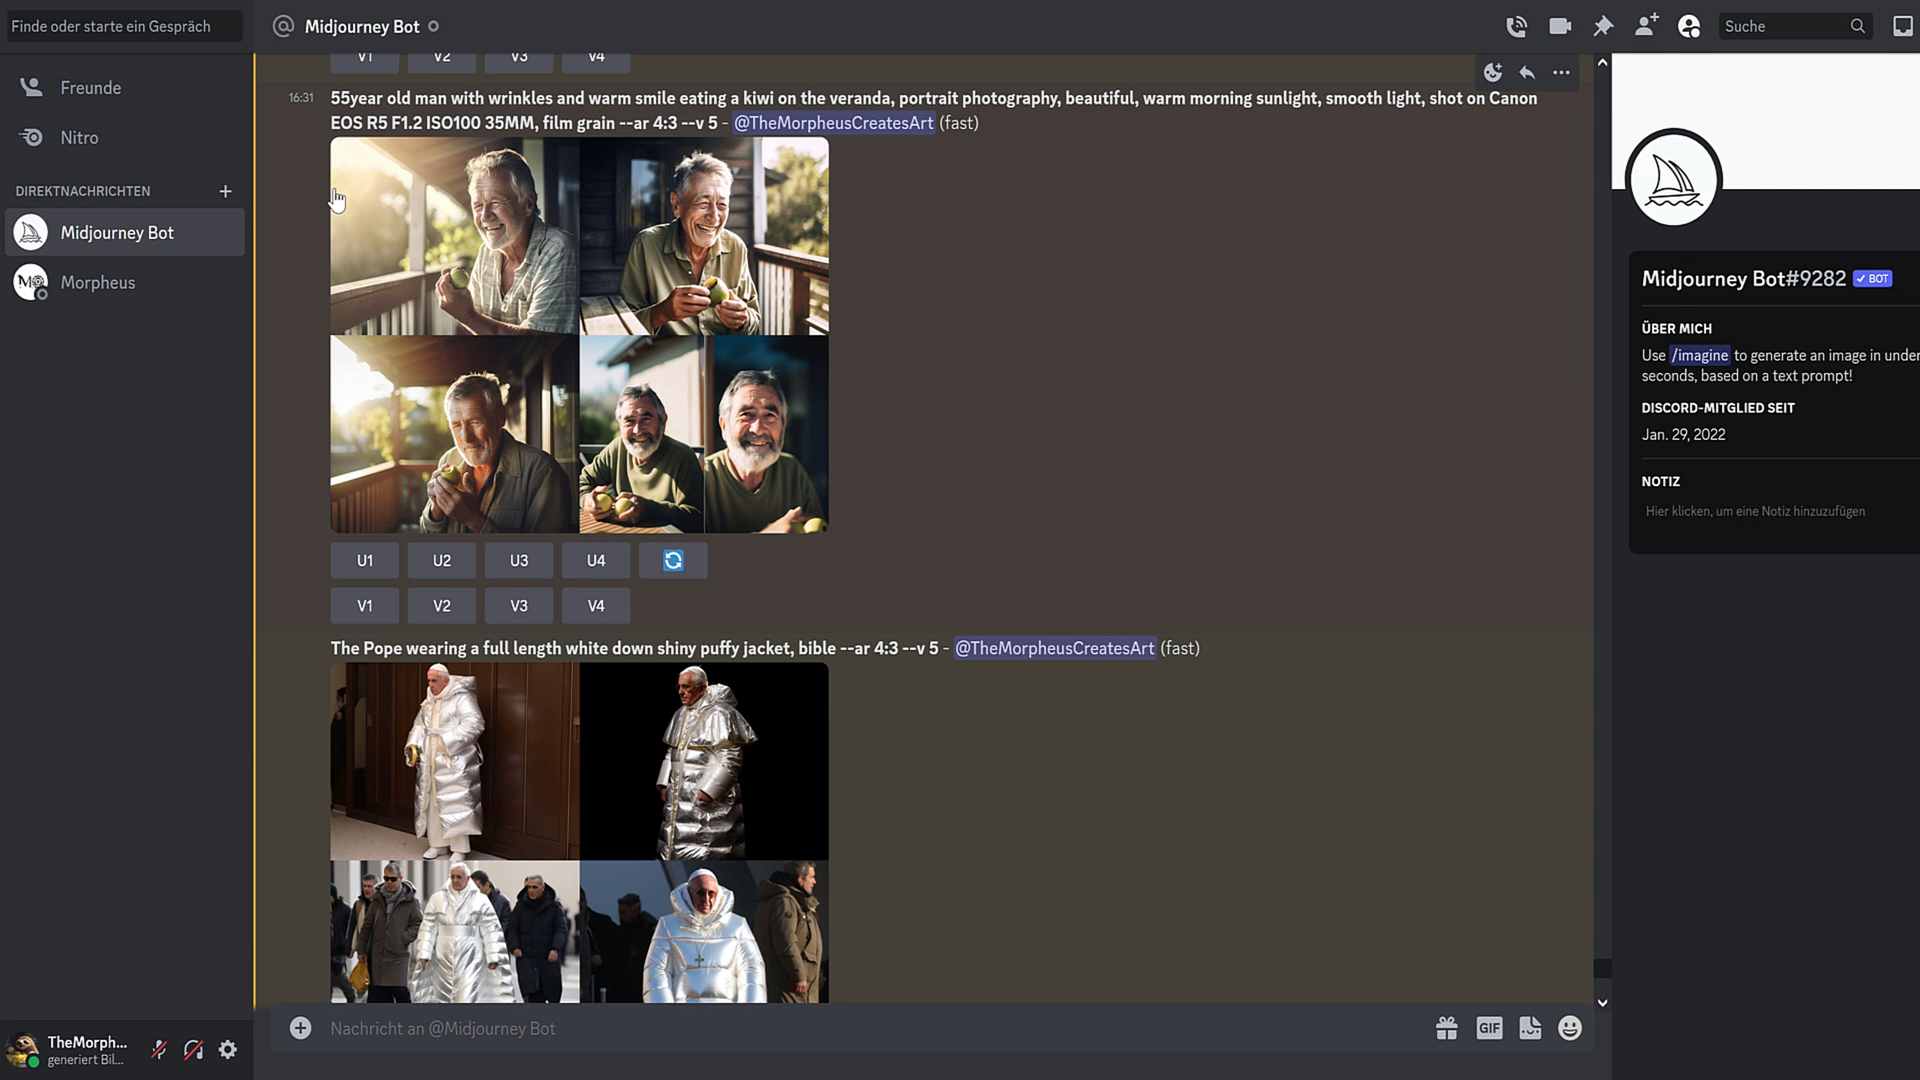 Finde oder starte ein Gespräch
Midjourney Bot
Suche
Freunde
Nitro
DIREKTNACHRICHTEN
Midjourney Bot
Morpheus
V1 V2 V3 V4
16:31
55year old man with wrinkles and warm smile eating a kiwi on the veranda, portrait photography, beautiful, warm morning sunlight, smooth light, shot on Canon
EOS R5 F1.2 ISO100 35MM, film grain --ar 4:3 --v 5 - @TheMorpheusCreatesArt (fast)
U1 U2 U3 U4
V1 V2 V3 V4
The Pope wearing a full length white down shiny puffy jacket, bible --ar 4:3 --v 5 - @TheMorpheusCreatesArt (fast)
Nachricht an @Midjourney Bot
GIF
TheMorph...
generiert Bil...
Midjourney Bot#9282 BOT
ÜBER MICH
Use /imagine to generate an image in under
seconds, based on a text prompt!
DISCORD-MITGLIED SEIT
Jan. 29, 2022
NOTIZ
Hier klicken, um eine Notiz hinzuzufügen